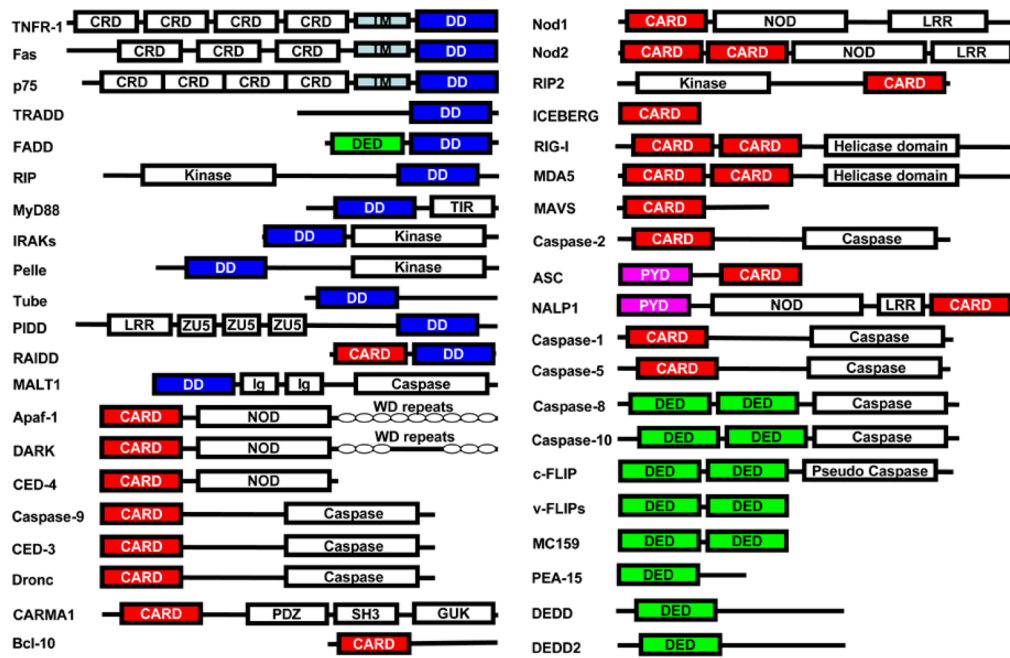 TNFR-1 CRD CRD CRD CRD TM DD
Fas CRD CRD CRD TM DD
p75 CRD CRD CRD CRD TM DD
TRADD DD
FADD DED DD
RIP Kinase DD
MyD88 DD TIR
IRAKs DD Kinase
Pelle DD Kinase
Tube DD
PIDD LRR ZU5 ZU5 ZU5 DD
RAIDD CARD DD
MALT1 DD Ig Ig Caspase
Apaf-1 CARD NOD WD repeats
DARK CARD NOD WD repeats
CED-4 CARD NOD
Caspase-9 CARD Caspase
CED-3 CARD Caspase
Dronc CARD Caspase
CARMA1 CARD PDZ SH3 GUK
Bcl-10 CARD
Nod1 CARD NOD LRR
Nod2 CARD CARD NOD LRR
RIP2 Kinase CARD
ICEBERG CARD
RIG-I CARD CARD Helicase domain
MDA5 CARD CARD Helicase domain
MAVS CARD
Caspase-2 CARD Caspase
ASC PYD CARD
NALP1 PYD NOD LRR CARD
Caspase-1 CARD Caspase
Caspase-5 CARD Caspase
Caspase-8 DED DED Caspase
Caspase-10 DED DED Caspase
c-FLIP DED DED Pseudo Caspase
v-FLIPs DED DED
MC159 DED DED
PEA-15 DED
DEDD DED
DEDD2 DED